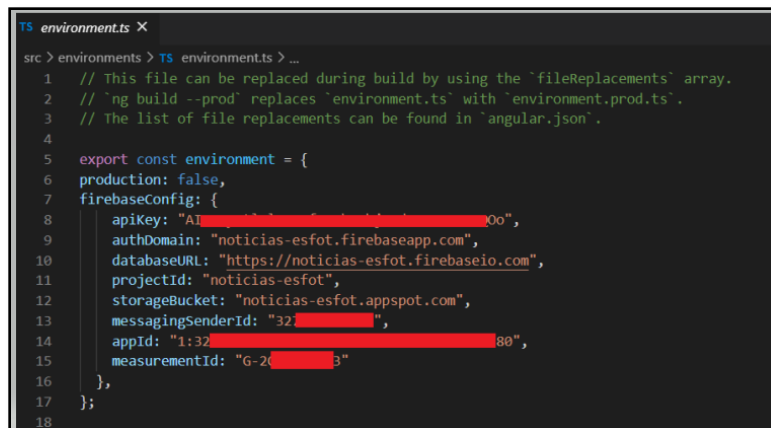 TS environment.ts ×
src > environments > TS environment.ts > ...
1 // This file can be replaced during build by using the `fileReplacements` array.
2 // `ng build --prod` replaces `environment.ts` with `environment.prod.ts`.
3 // The list of file replacements can be found in `angular.json`.
4
5 export const environment = {
6 production: false,
7 firebaseConfig: {
8 apiKey: "AI Oo",
9 authDomain: "noticias-esfot.firebaseapp.com",
10 databaseURL: "https://noticias-esfot.firebaseio.com",
11 projectId: "noticias-esfot",
12 storageBucket: "noticias-esfot.appspot.com",
13 messagingSenderId: "327 ",
14 appId: "1:32 80",
15 measurementId: "G-2 3"
16 },
17 };
18